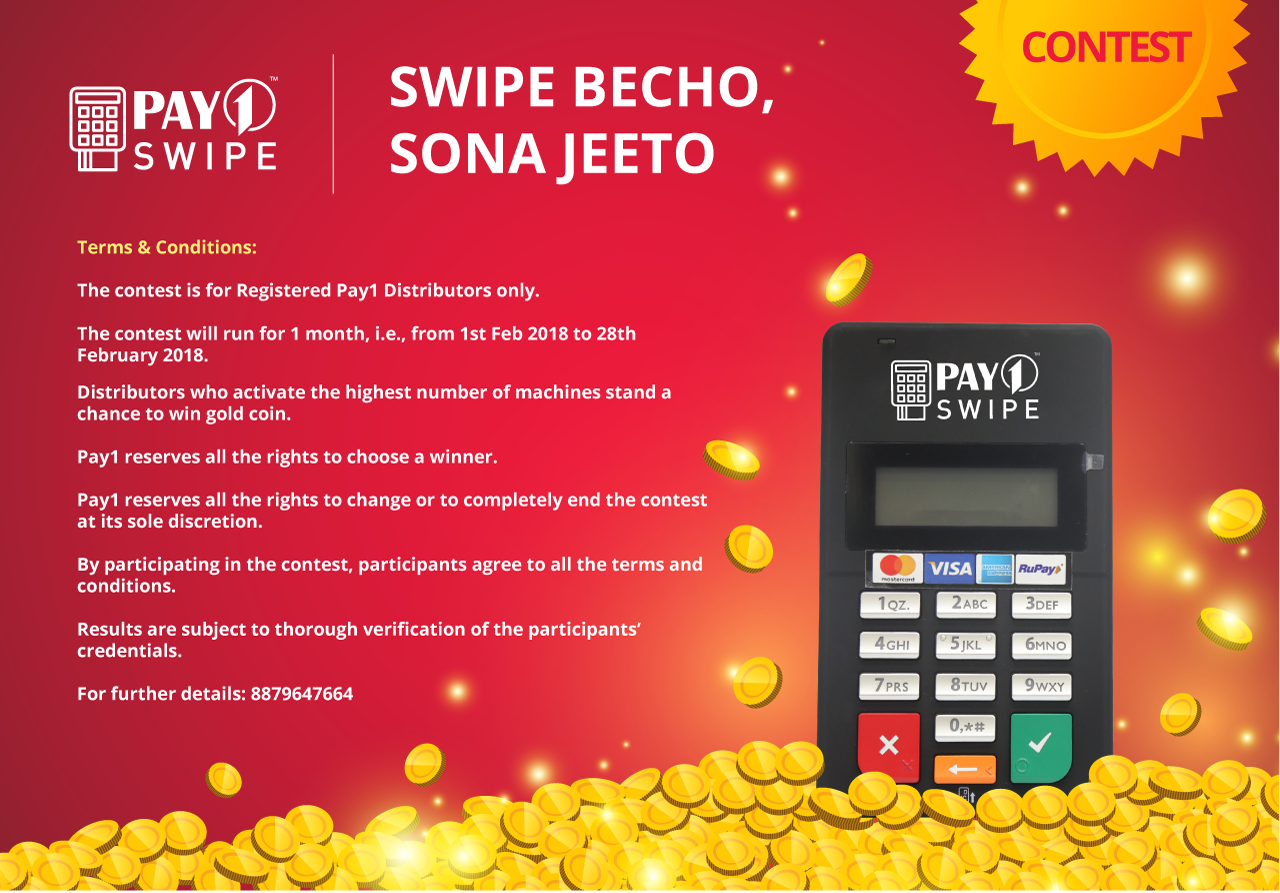 CONTEST
PAY1 ™
SWIPE
SWIPE BECHO,
SONA JEETO
Terms & Conditions:
The contest is for Registered Pay1 Distributors only.
The contest will run for 1 month, i.e., from 1st Feb 2018 to 28th
February 2018.
Distributors who activate the highest number of machines stand a
chance to win gold coin.
Pay1 reserves all the rights to choose a winner.
Pay1 reserves all the rights to change or to completely end the contest
at its sole discretion.
By participating in the contest, participants agree to all the terms and
conditions.
Results are subject to thorough verification of the participants’
credentials.
For further details: 8879647664
PAY1 ™
SWIPE
mastercard VISA AMERICAN EXPRESS RuPay
1QZ. 2ABC 3DEF
4GHI 5JKL 6MNO
7PRS 8TUV 9WXY
0,*#